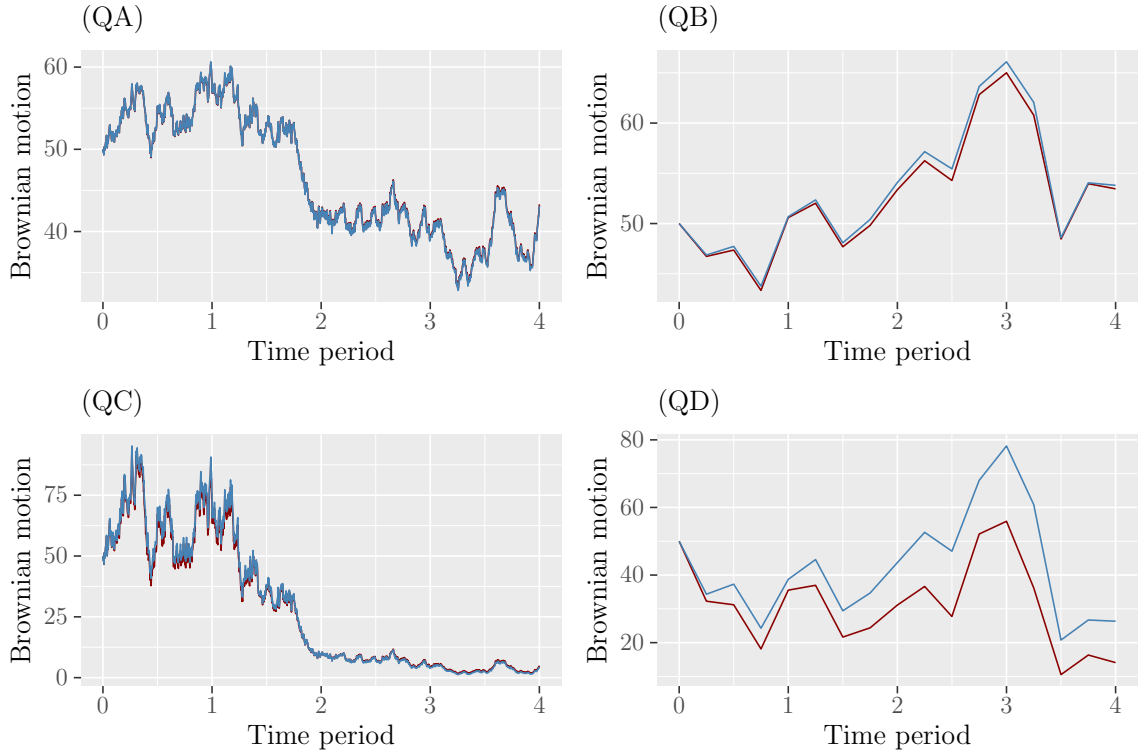 (QA)
60
50
40
Brownian motion
0 1 2 3 4
Time period
(QB)
60
50
Brownian motion
0 1 2 3 4
Time period
(QC)
75
50
25
0
Brownian motion
0 1 2 3 4
Time period
(QD)
80
60
40
20
Brownian motion
0 1 2 3 4
Time period